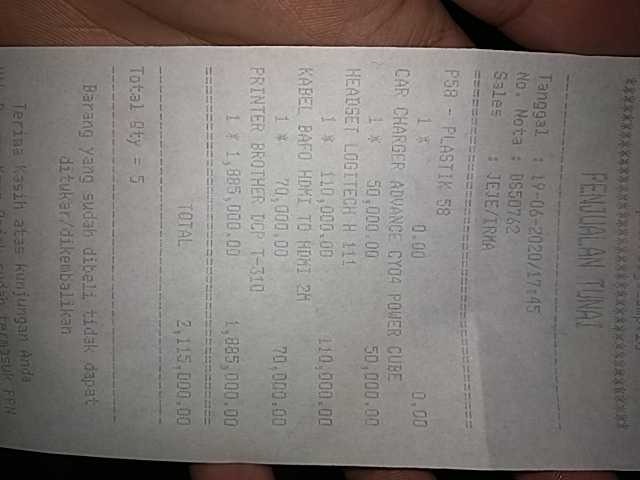 ******************************
PENJUALAN TUNAI
------------------------------
Tanggal : 19-06-2020/17:45
No. Nota : DS50762
Sales : JEJE/IRMA
==============================
P58 - PLASTIK 58
1 * 0.00 0.00
CAR CHARGER ADVANCE CY04 POWER CUBE
1 * 50,000.00 50,000.00
HEADSET LOGITECH H 111
1 * 110,000.00 110,000.00
KABEL BAFO HDMI TO HDMI 2M
1 * 70,000.00 70,000.00
PRINTER BROTHER DCP T-310
1 * 1,885,000.00 1,885,000.00
==============================
TOTAL 2,115,000.00
------------------------------
Total Qty = 5
------------------------------
Barang yang sudah dibeli tidak dapat
ditukar/dikembalikan
Terima kasih atas kunjungan Anda
sudah termasuk PPN